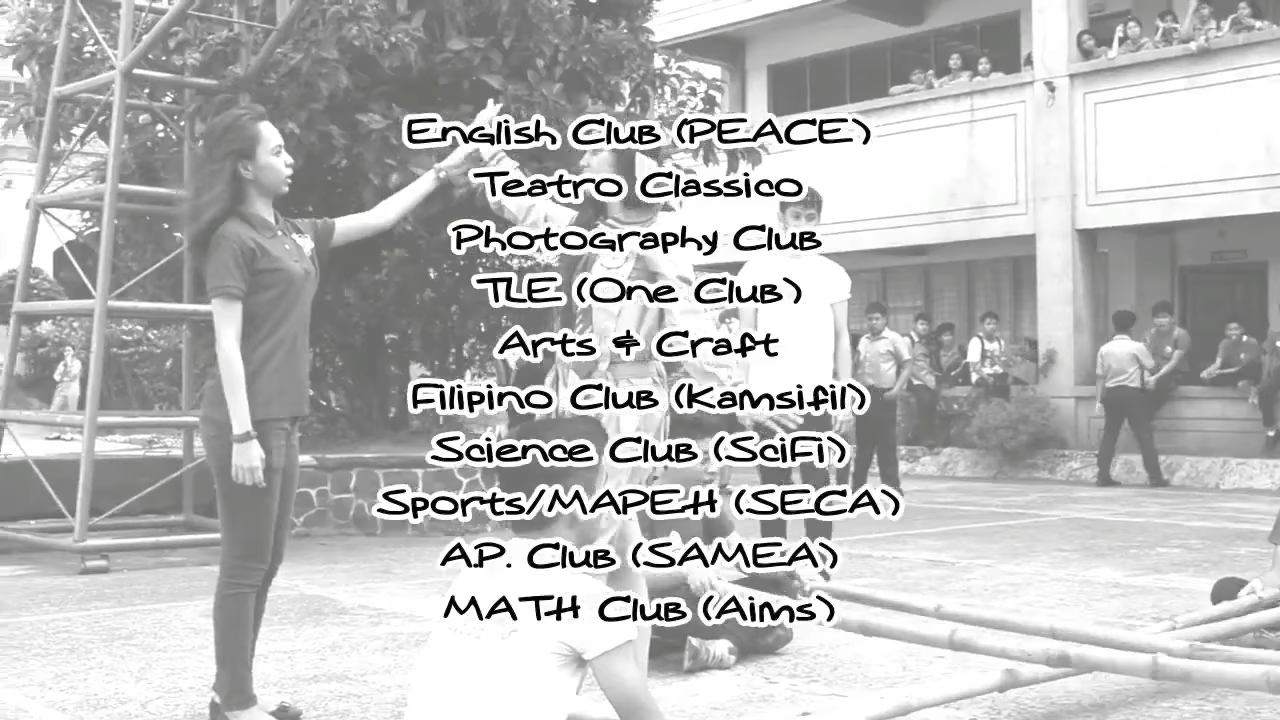 English Club (PEACE)
Teatro Classico
Photography Club
TLE (One Club)
Arts & Craft
Filipino Club (Kamsifil)
Science Club (SciFi)
Sports/MAPEH (SECA)
A.P. Club (SAMEA)
MATH Club (Aims)